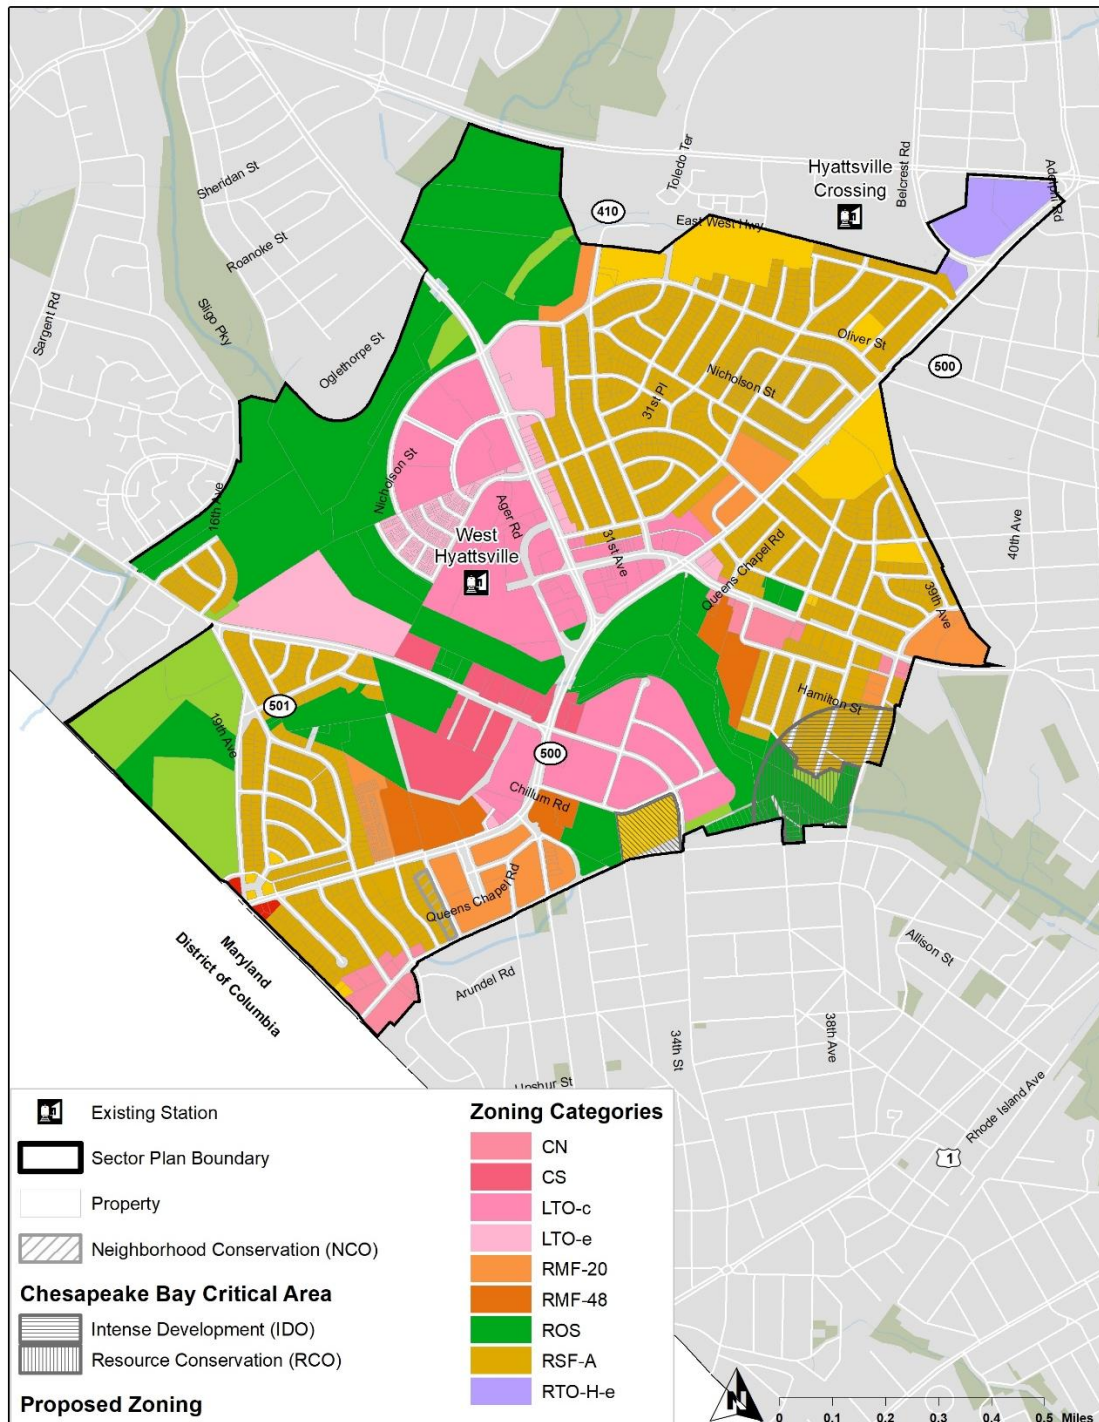 Toledo Ter
Belcrest Rd
Adelphi Rd
Hyattsville
Crossing
Sheridan St
410
East West Hwy
Roanoke St
Sargent Rd
Sligo Pky
Oglethorpe St
Oliver St
500
Nicholson St
31st Pl
Nicholson St
16th Ave
Ager Rd
West
Hyattsville
31st Ave
40th Ave
Queens Chapel Rd
39th Ave
Hamilton St
501
19th Ave
500
Chillum Rd
Queens Chapel Rd
Maryland
District of Columbia
Arundel Rd
Allison St
34th St
38th Ave
Upshur St
Rhode Island Ave
1
Existing Station
Sector Plan Boundary
Property
Neighborhood Conservation (NCO)
Chesapeake Bay Critical Area
Intense Development (IDO)
Resource Conservation (RCO)
Proposed Zoning
Zoning Categories
CN
CS
LTO-c
LTO-e
RMF-20
RMF-48
ROS
RSF-A
RTO-H-e
N
0 0.1 0.2 0.3 0.4 0.5 Miles